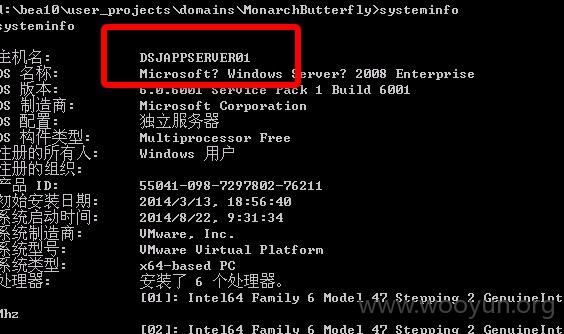 d:\bea10\user_projects\domains\MonarchButterfly>systeminfo
systeminfo
主机名: DSJAPPSERVER01
OS 名称: Microsoft? Windows Server? 2008 Enterprise
OS 版本: 6.0.6001 Service Pack 1 Build 6001
OS 制造商: Microsoft Corporation
OS 配置: 独立服务器
OS 构件类型: Multiprocessor Free
注册的所有人: Windows 用户
注册的组织:
产品 ID: 55041-098-7297802-76211
初始安装日期: 2014/3/13, 18:56:40
系统启动时间: 2014/8/22, 9:31:34
系统制造商: VMware, Inc.
系统型号: VMware Virtual Platform
系统类型: x64-based PC
处理器: 安装了 6 个处理器。
[01]: Intel64 Family 6 Model 47 Stepping 2 GenuineInt
Mhz
[02]: Intel64 Family 6 Model 47 Stepping 2 GenuineInt
www.wooyun.org